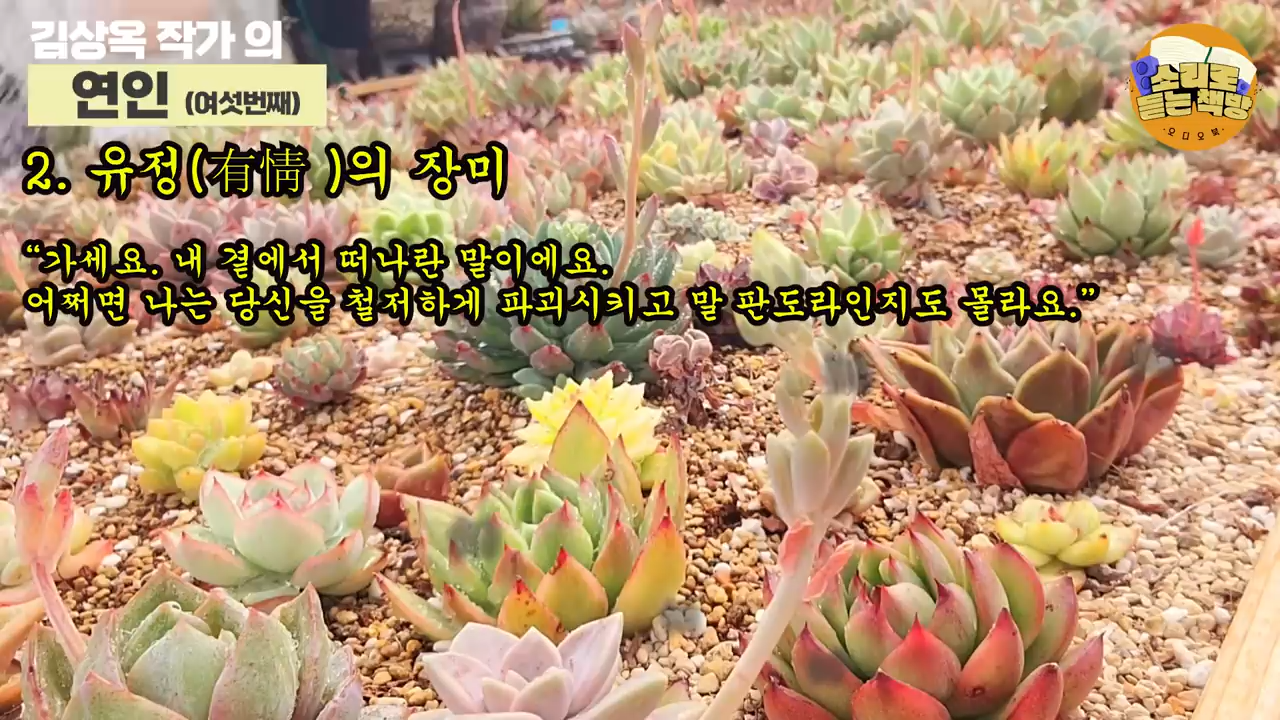 김상옥 작가 의
연인 (여섯번째)
소리로
듣는 책방
·오디오북·
2. 유정(有情 )의 장미
“가세요. 내 곁에서 떠나란 말이에요.
어쩌면 나는 당신을 철저하게 파괴시키고 말 판도라인지도 몰라요.”